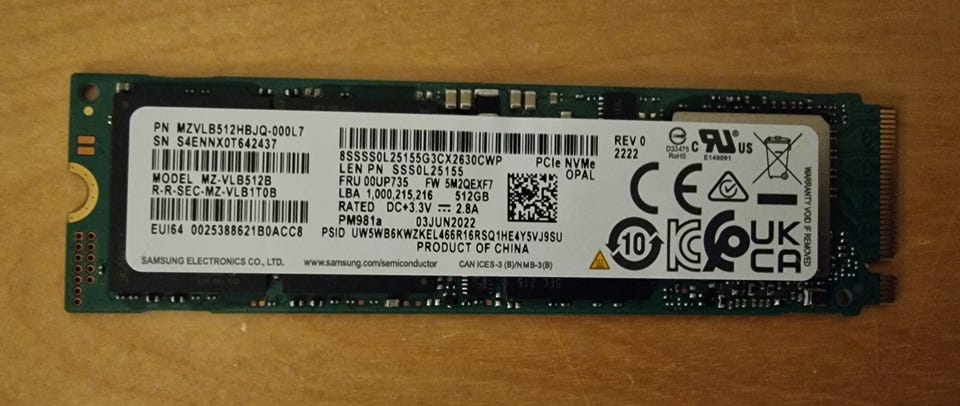 PN MZVLB512HBJQ-000L7
SN S4ENNX0T642437
MODEL MZ-VLB512B
R-R-SEC-MZ-VLB1T0B
EUI64 0025388621B0ACC8
SAMSUNG ELECTRONICS CO., LTD.
8SSSS0L25155G3CX2630CWP
PCIe NVMe
LEN PN SSS0L25155
OPAL
FRU 00UP735 FW 5M2QEXF7
LBA 1,000,215,216 512GB
RATED DC+3.3V 2.8A
PM981a 03JUN2022
PSID UW5WB6KWZKEL466R16RSQ1HE4Y5VJ9SU
PRODUCT OF CHINA
www.samsung.com/semiconductor
CAN ICES-3 (B)/NMB-3(B)
REV 0
2222
D33475
RoHS
C RU US
E149091
CE
10
KC
UK
CA
WARRANTY VOID IF REMOVED